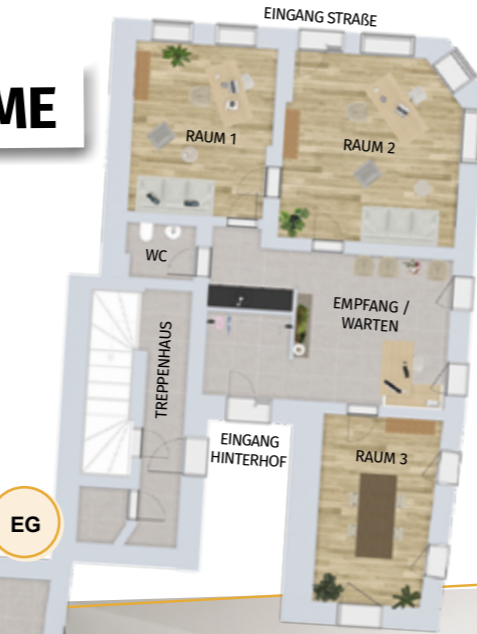 EINGANG STRAßE
ME
RAUM 1
RAUM 2
WC
EMPFANG /
WARTEN
TREPPENHAUS
EINGANG
HINTERHOF
RAUM 3
EG